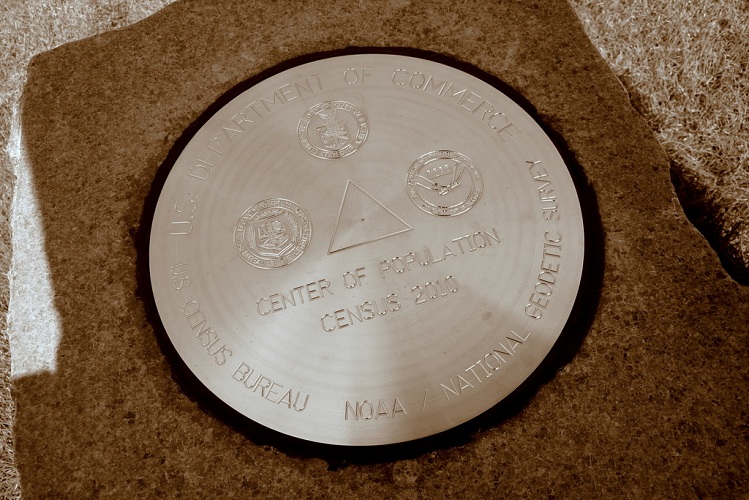 U.S. DEPARTMENT OF COMMERCE
CENTER OF POPULATION
CENSUS 2010
US CENSUS BUREAU
NOAA / NATIONAL GEODETIC SURVEY